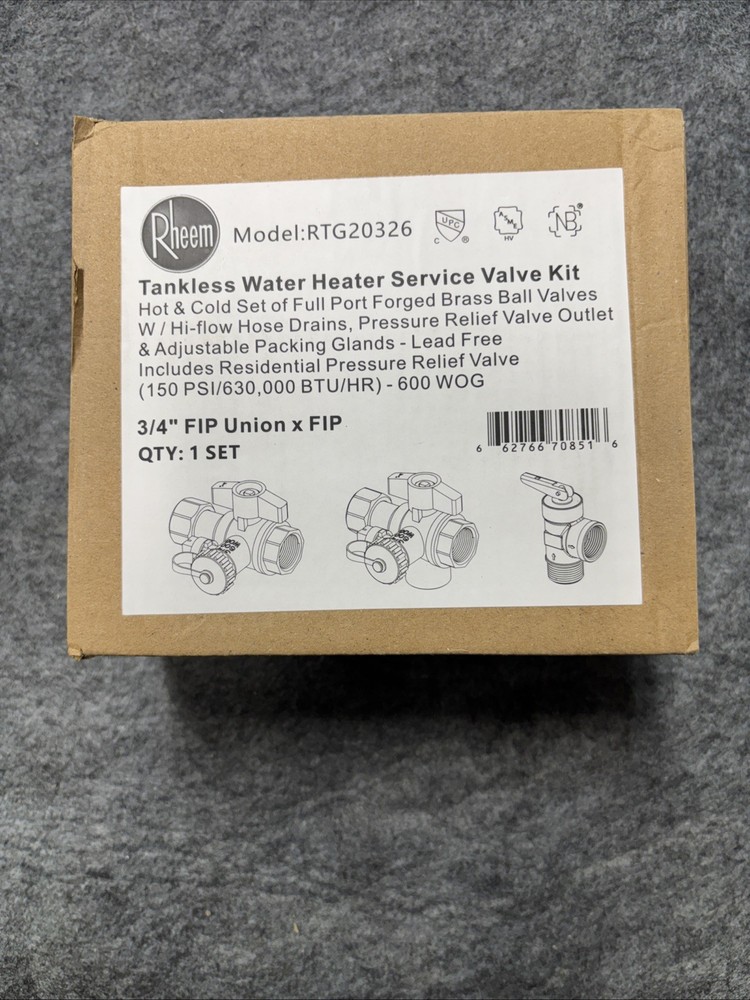 Rheem
Model:RTG20326
UPC
C ®
ASME
HV
NB®
Tankless Water Heater Service Valve Kit
Hot & Cold Set of Full Port Forged Brass Ball Valves
W / Hi-flow Hose Drains, Pressure Relief Valve Outlet
& Adjustable Packing Glands - Lead Free
Includes Residential Pressure Relief Valve
(150 PSI/630,000 BTU/HR) - 600 WOG
3/4" FIP Union x FIP
QTY: 1 SET
6 62766 70851 6